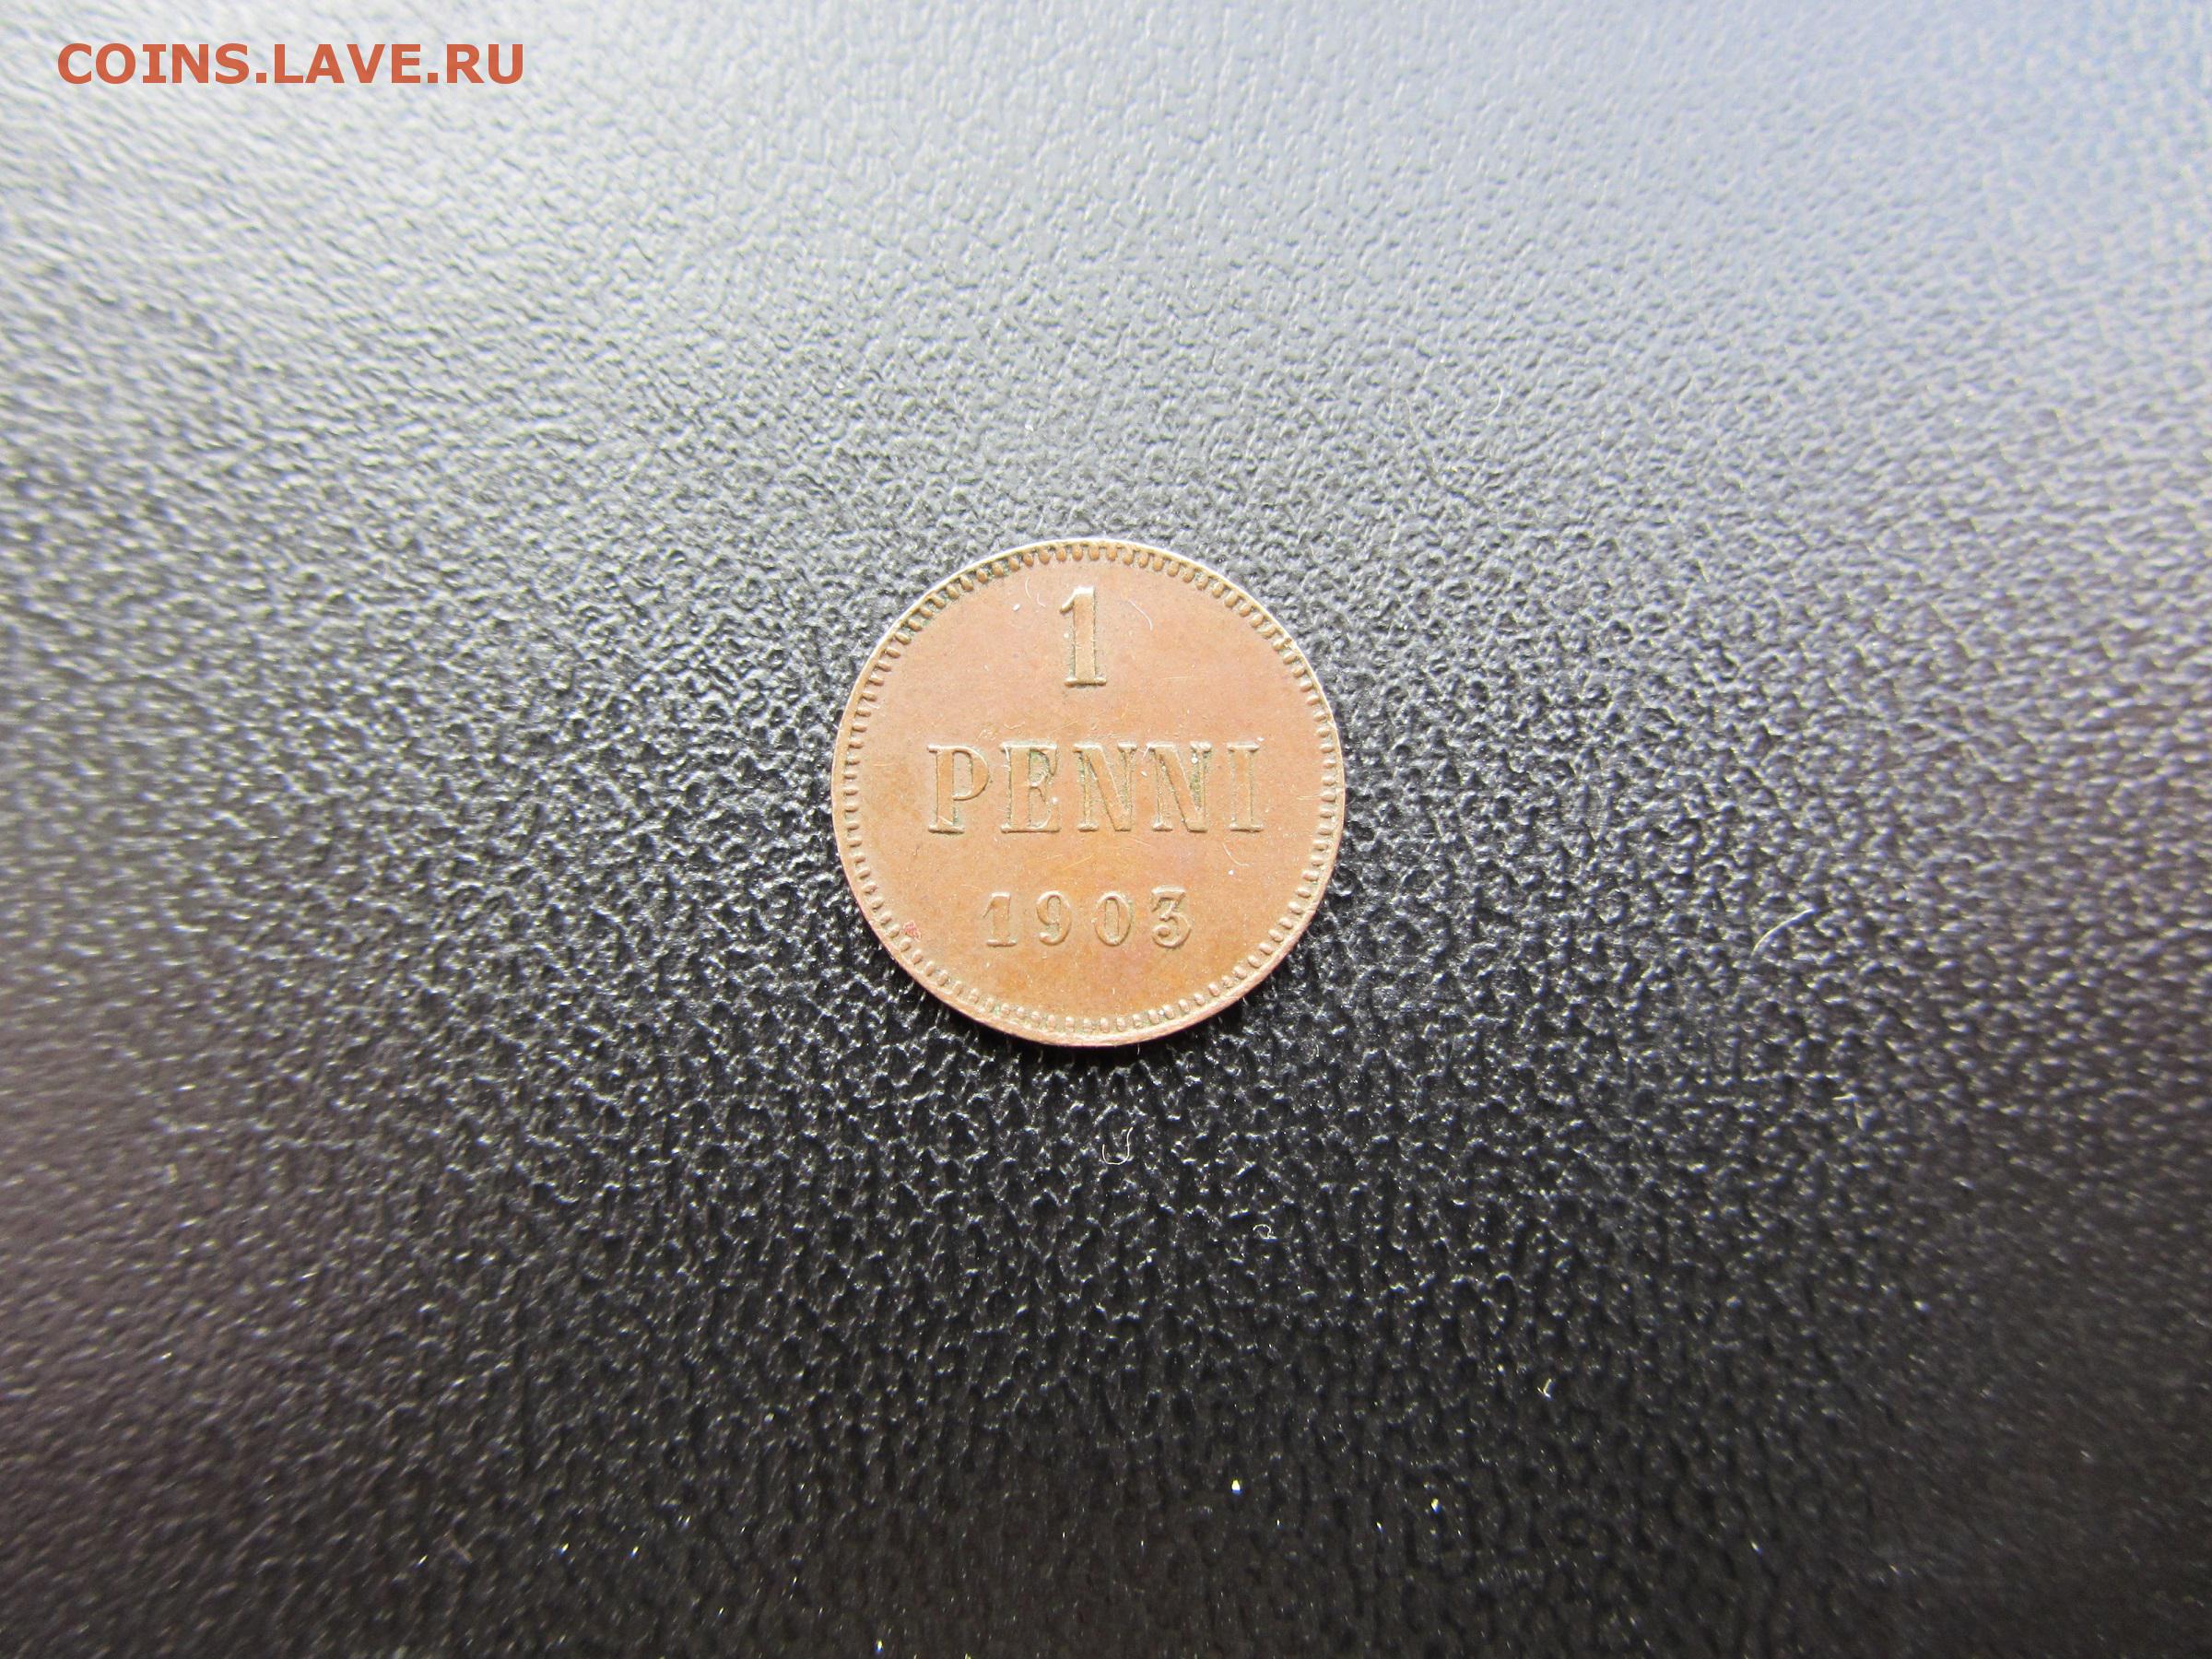 COINS.LAVE.RU
1
PENNI
1903